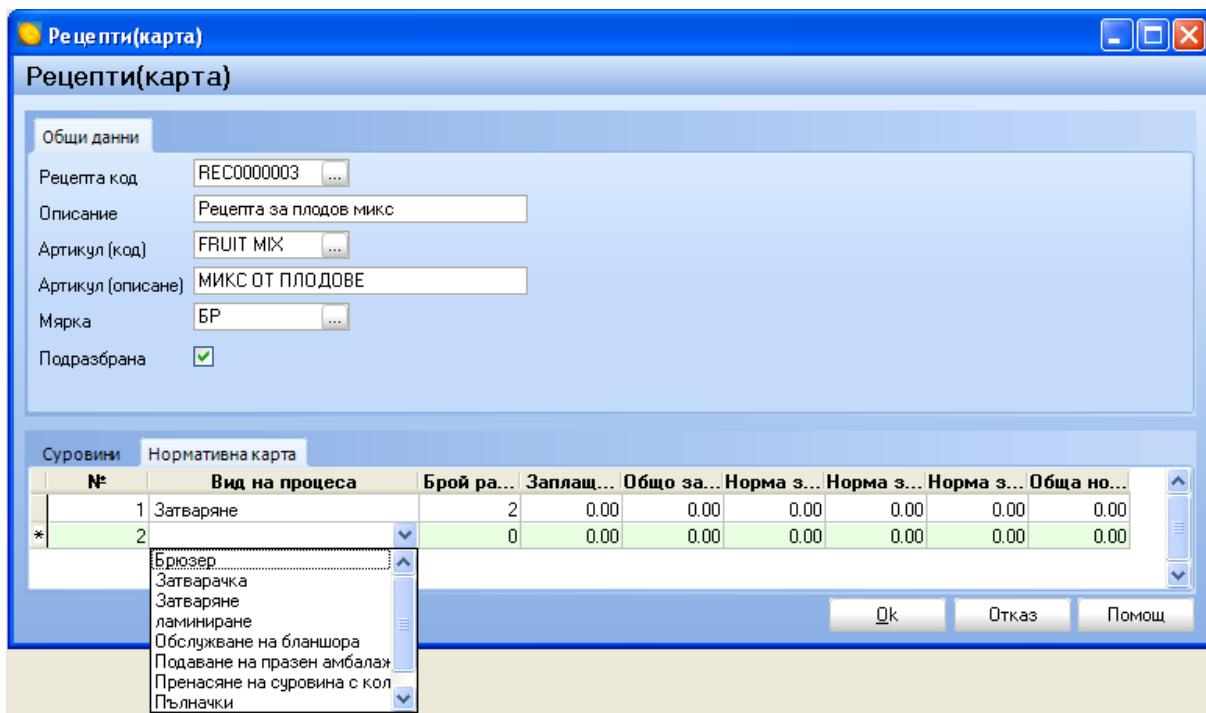 Рецепти(карта)
Рецепти(карта)
Общи данни
Рецепта код REC0000003 ...
Описание Рецепта за плодов микс
Артикул (код) FRUIT MIX ...
Артикул (описане) МИКС ОТ ПЛОДОВЕ
Мярка БР ...
Подразбрана
Суровини Нормативна карта
№ Вид на процеса Брой ра... Заплащ... Общо за... Норма з... Норма з... Норма з... Обща но...
1 Затваряне 2 0.00 0.00 0.00 0.00 0.00 0.00
* 2 0 0.00 0.00 0.00 0.00 0.00 0.00
Брюзер
Затварачка
Затваряне
ламиниране
Обслужване на бланшора
Подаване на празен амбалаж
Пренасяне на суровина с кол
Пълначки
Ok Отказ Помощ